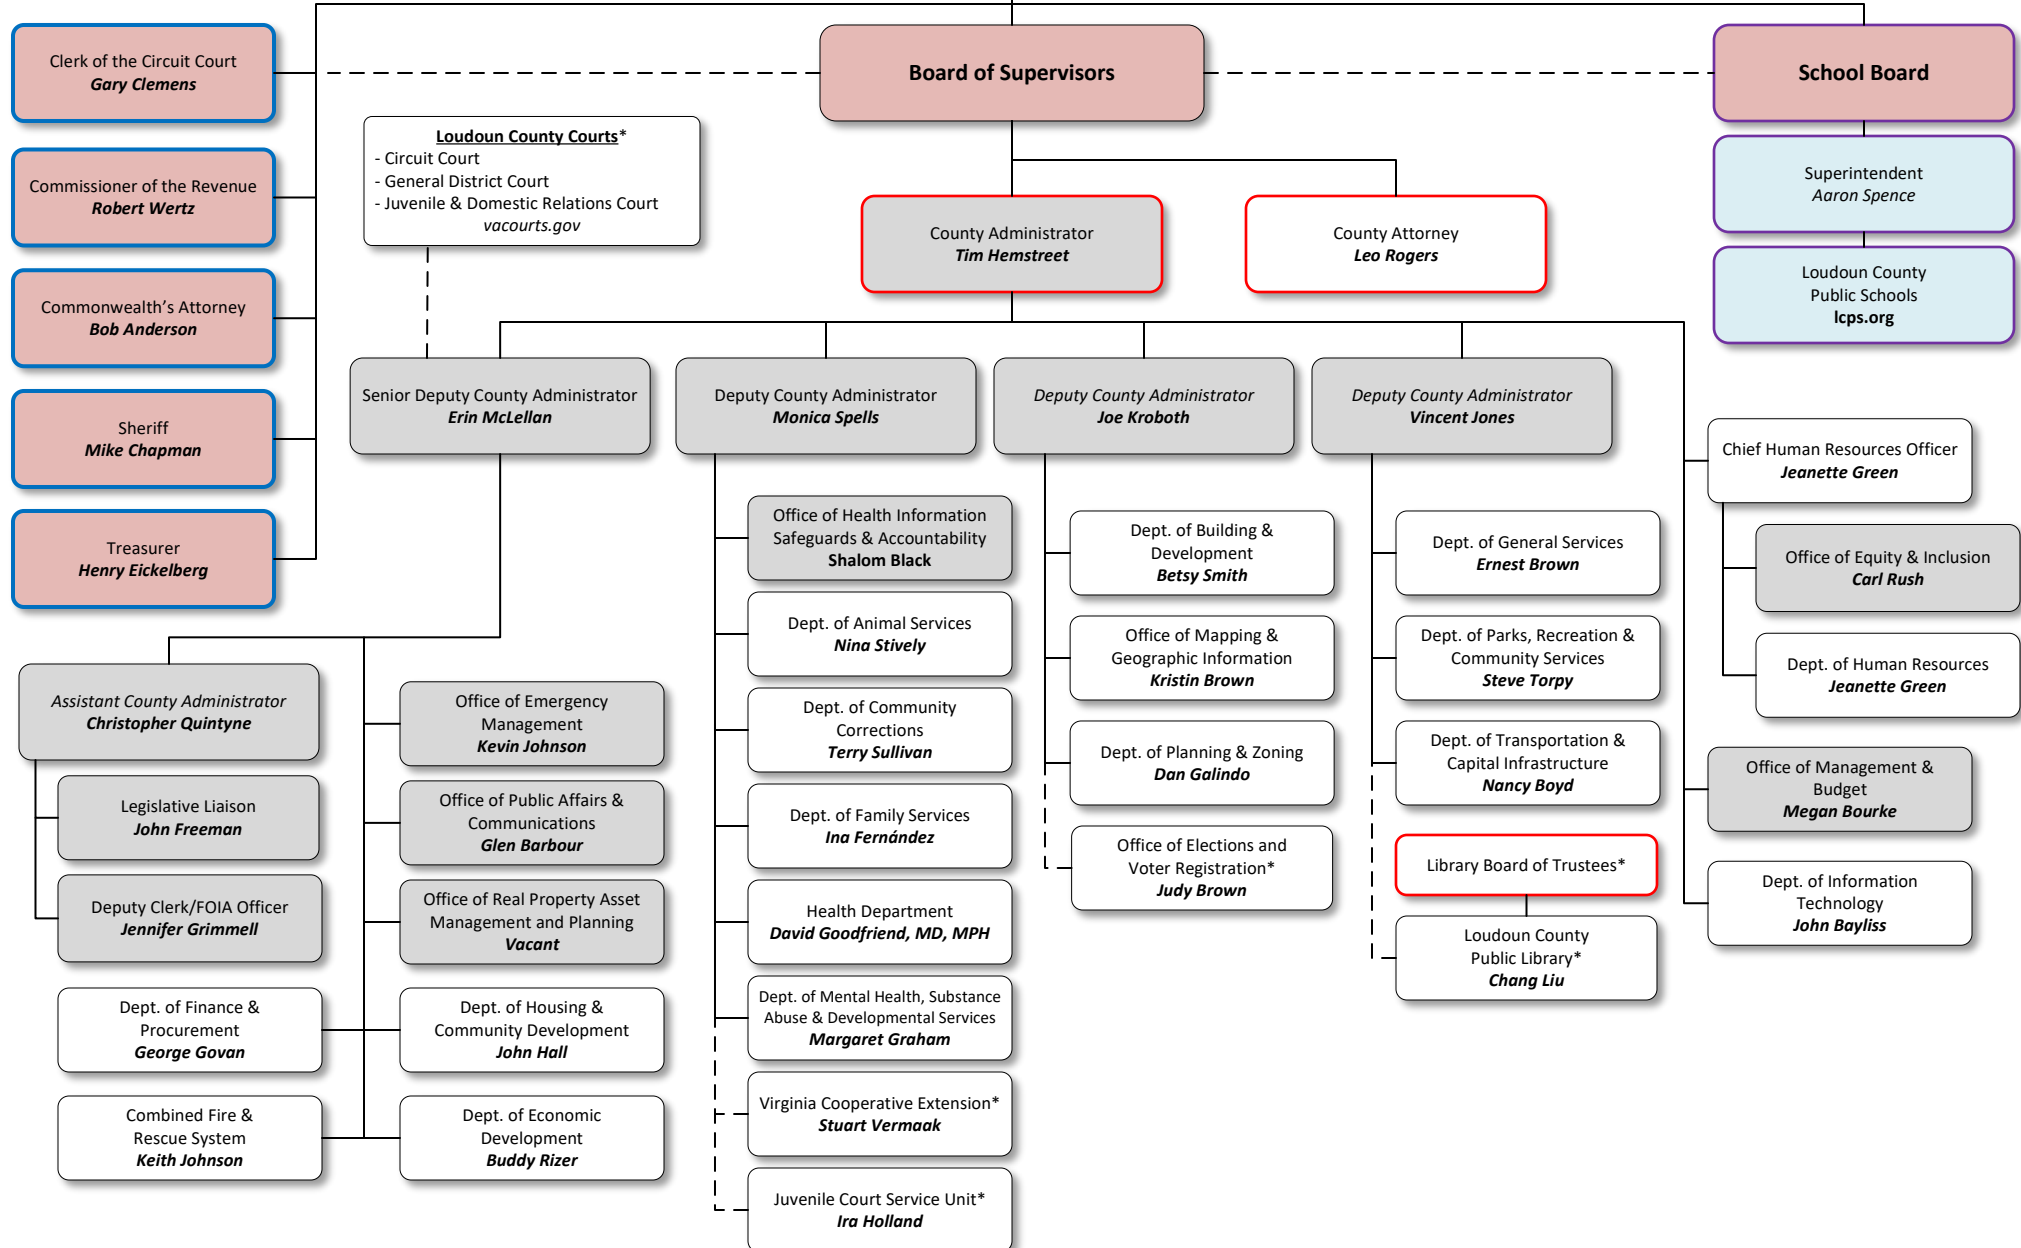 Clerk of the Circuit Court
Gary Clemens
Board of Supervisors
School Board
Loudoun County Courts*
- Circuit Court
- General District Court
- Juvenile & Domestic Relations Court
vacourts.gov
Commissioner of the Revenue
Robert Wertz
Superintendent
Aaron Spence
County Administrator
Tim Hemstreet
County Attorney
Leo Rogers
Commonwealth's Attorney
Bob Anderson
Loudoun County
Public Schools
lcps.org
Senior Deputy County Administrator
Erin McLellan
Deputy County Administrator
Monica Spells
Deputy County Administrator
Joe Kroboth
Deputy County Administrator
Vincent Jones
Sheriff
Mike Chapman
Treasurer
Henry Eickelberg
Assistant County Administrator
Christopher Quintyne
Legislative Liaison
John Freeman
Deputy Clerk/FOIA Officer
Jennifer Grimmell
Dept. of Finance &
Procurement
George Govan
Combined Fire &
Rescue System
Keith Johnson
Office of Emergency
Management
Kevin Johnson
Office of Public Affairs &
Communications
Glen Barbour
Office of Real Property Asset
Management and Planning
Vacant
Dept. of Housing &
Community Development
John Hall
Dept. of Economic
Development
Buddy Rizer
Office of Health Information
Safeguards & Accountability
Shalom Black
Dept. of Animal Services
Nina Stively
Dept. of Community
Corrections
Terry Sullivan
Dept. of Family Services
Ina Fernández
Health Department
David Goodfriend, MD, MPH
Dept. of Mental Health, Substance
Abuse & Developmental Services
Margaret Graham
Virginia Cooperative Extension*
Stuart Vermaak
Juvenile Court Service Unit*
Ira Holland
Dept. of Building &
Development
Betsy Smith
Office of Mapping &
Geographic Information
Kristin Brown
Dept. of Planning & Zoning
Dan Galindo
Office of Elections and
Voter Registration*
Judy Brown
Dept. of General Services
Ernest Brown
Dept. of Parks, Recreation &
Community Services
Steve Torpy
Dept. of Transportation &
Capital Infrastructure
Nancy Boyd
Library Board of Trustees*
Loudoun County
Public Library*
Chang Liu
Chief Human Resources Officer
Jeanette Green
Office of Equity & Inclusion
Carl Rush
Dept. of Human Resources
Jeanette Green
Office of Management &
Budget
Megan Bourke
Dept. of Information
Technology
John Bayliss